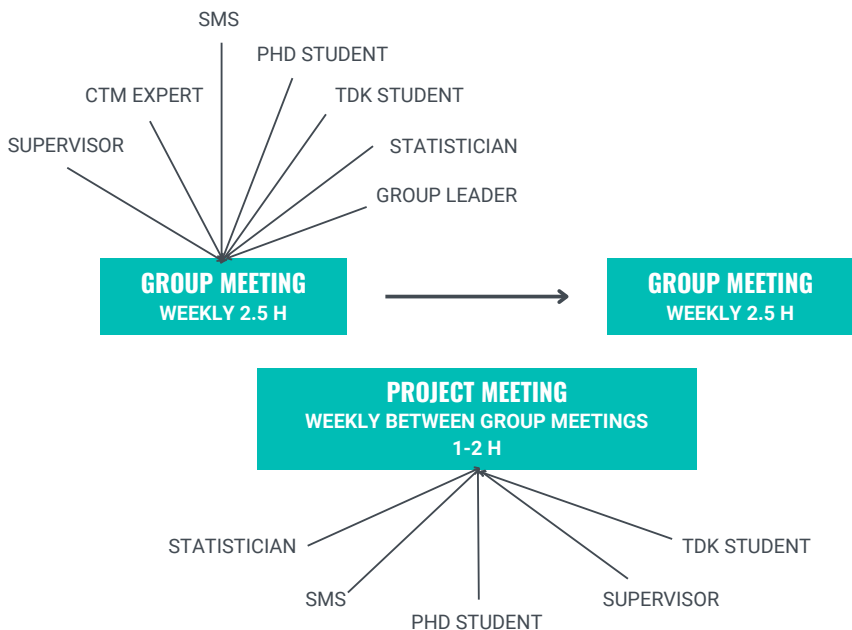 SMS
PHD STUDENT
CTM EXPERT
TDK STUDENT
SUPERVISOR
STATISTICIAN
GROUP LEADER
GROUP MEETING
WEEKLY 2.5 H
GROUP MEETING
WEEKLY 2.5 H
PROJECT MEETING
WEEKLY BETWEEN GROUP MEETINGS
1-2 H
STATISTICIAN
TDK STUDENT
SMS
SUPERVISOR
PHD STUDENT